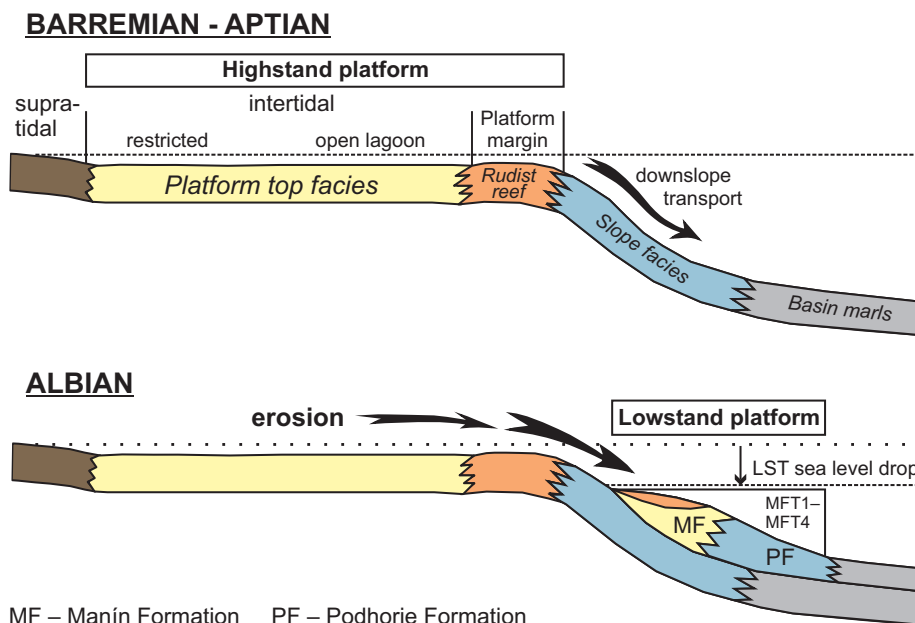 BARREMIAN - APTIAN
Highstand platform
supra-
tidal
intertidal
restricted
open lagoon
Platform
margin
Platform top facies
Rudist
reef
downslope
transport
Slope facies
Basin marls
ALBIAN
erosion
Lowstand platform
LST sea level drop
MFT1–
MFT4
MF
PF
MF – Manín Formation PF – Podhorie Formation